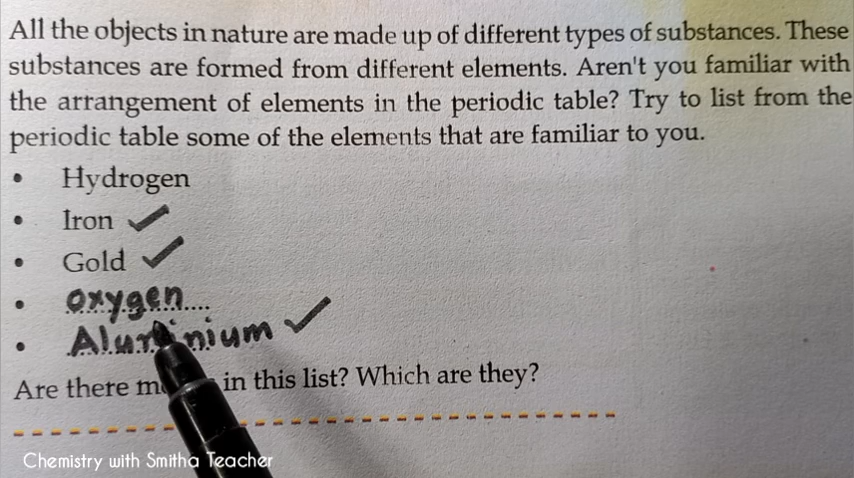 All the objects in nature are made up of different types of substances. These
substances are formed from different elements. Aren't you familiar with
the arrangement of elements in the periodic table? Try to list from the
periodic table some of the elements that are familiar to you.
• Hydrogen
• Iron ✓
• Gold ✓
• oxygen....
• Aluminium ✓
Are there in this list? Which are they?
Chemistry with Smitha Teacher